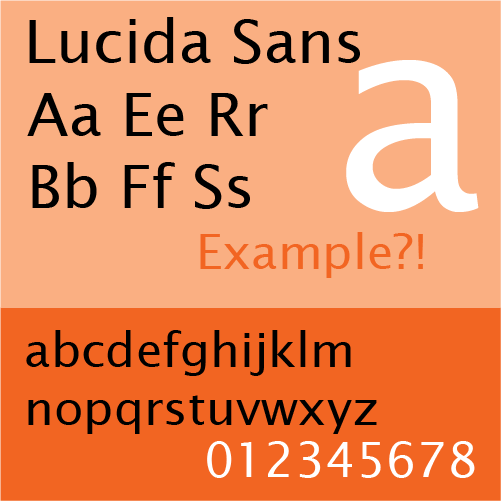 Lucida Sans
Aa Ee Rr
a
Bb Ff Ss
Example?!
abcdefghijklm
nopqrstuvwxyz
012345678